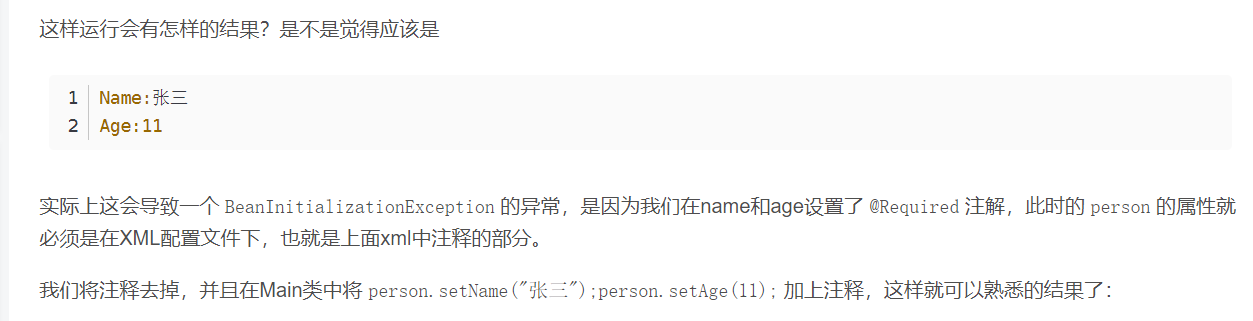 这样运行会有怎样的结果？是不是觉得应该是
1 Name:张三
2 Age:11
实际上这会导致一个 BeanInitializationException 的异常，是因为我们在name和age设置了 @Required 注解，此时的 person 的属性就
必须是在XML配置文件下，也就是上面xml中注释的部分。
我们将注释去掉，并且在Main类中将 person.setName("张三");person.setAge(11); 加上注释，这样就可以熟悉的结果了：